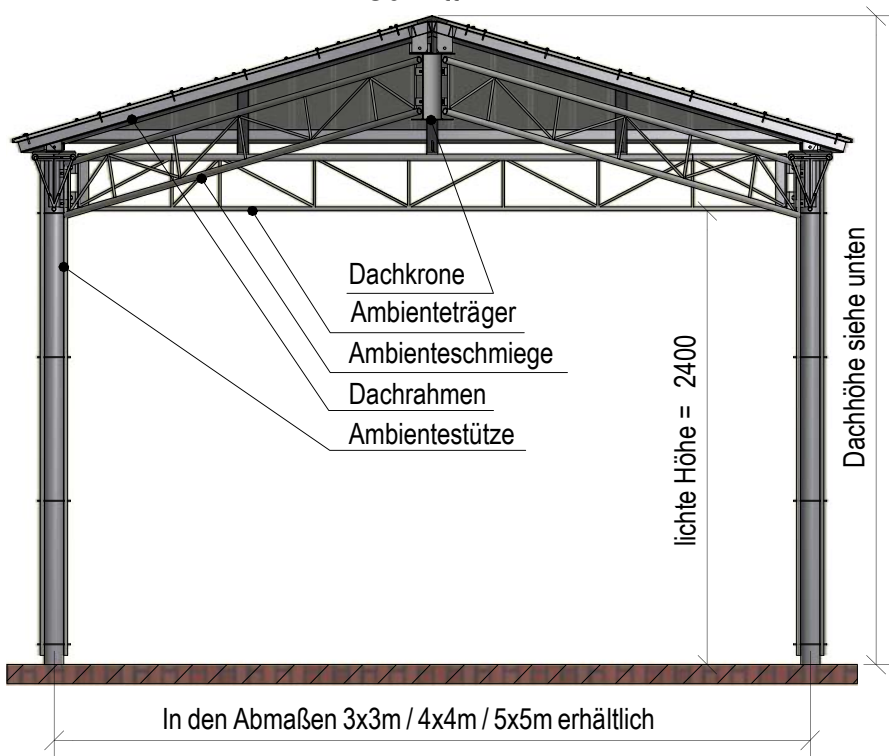 Dachkrone
Ambienteträger
Ambienteschmiege
Dachrahmen
Ambientestütze
lichte Höhe = 2400
Dachhöhe siehe unten
In den Abmaßen 3x3m / 4x4m / 5x5m erhältlich